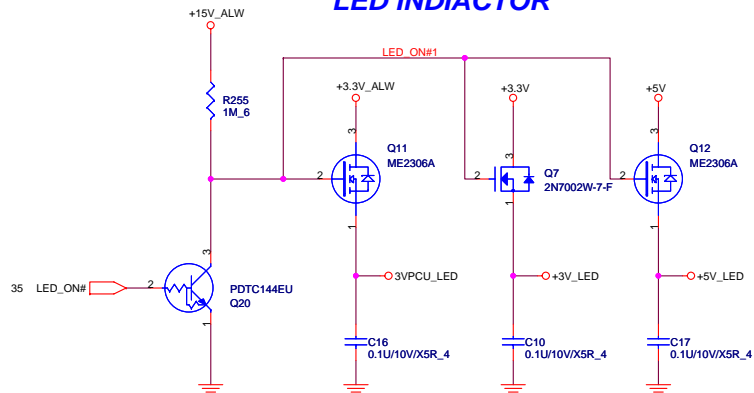 LED INDIACTOR
+15V_ALW
LED_ON#1
R255
1M_6
+3.3V_ALW
+3.3V
+5V
3
3
3
Q11
ME2306A
Q7
2N7002W-7-F
Q12
ME2306A
2
2
2
1
1
1
3
35 LED_ON#
2
PDTC144EU
Q20
1
3VPCU_LED
+3V_LED
+5V_LED
C16
0.1U/10V/X5R_4
C10
0.1U/10V/X5R_4
C17
0.1U/10V/X5R_4